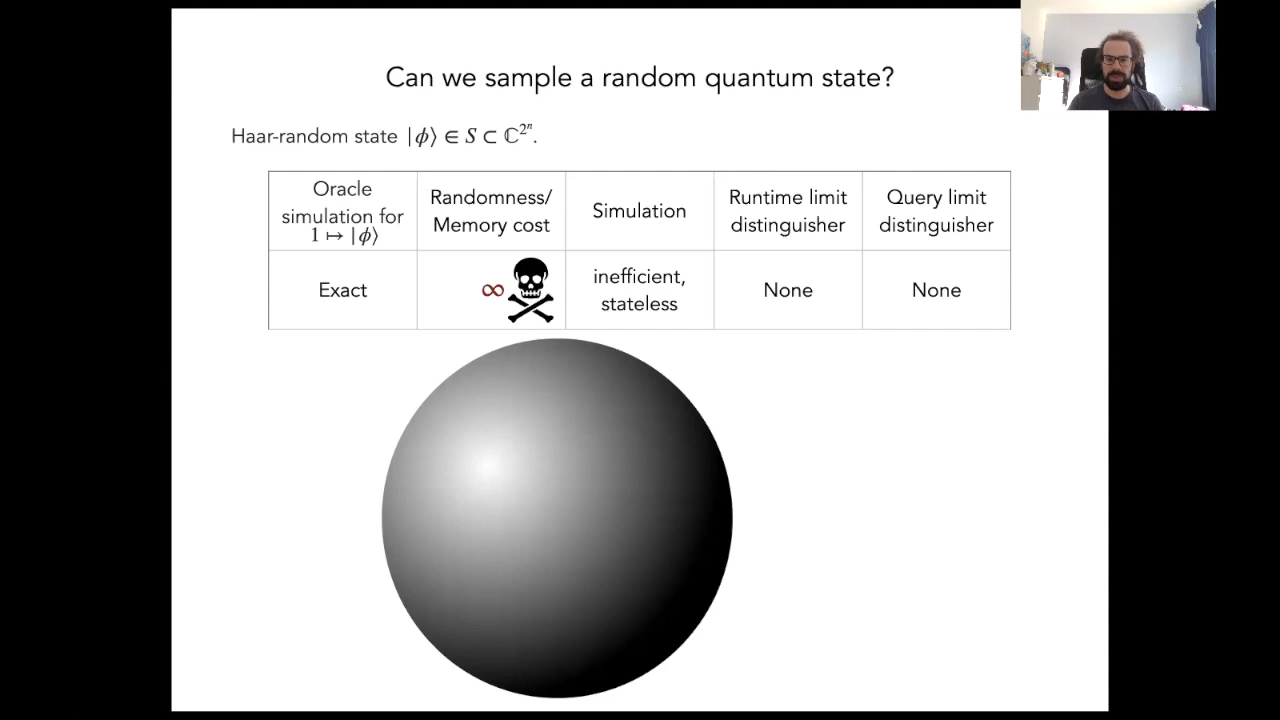 Can we sample a random quantum state?
Haar-random state |ϕ⟩ ∈ S ⊂ ℂ^{2^n}.
Oracle
simulation for
1 ↦ |ϕ⟩
Randomness/
Memory cost
Simulation
Runtime limit
distinguisher
Query limit
distinguisher
Exact
∞
inefficient,
stateless
None
None